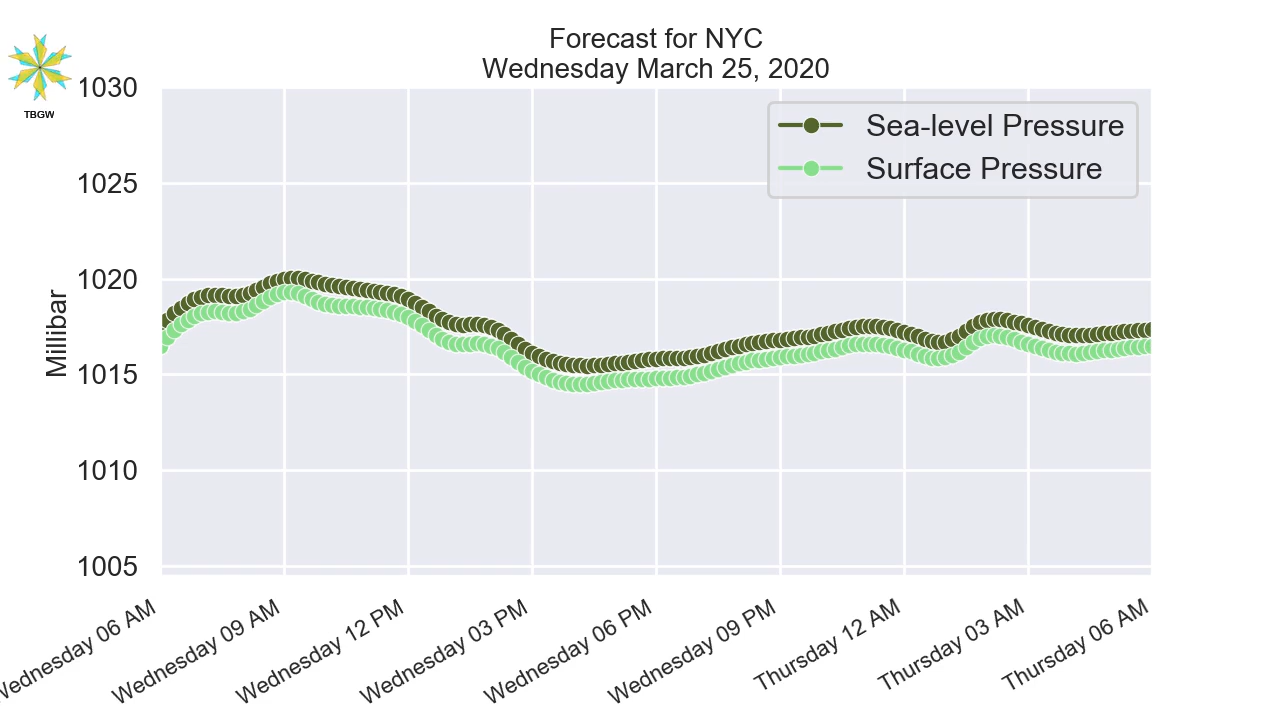 Forecast for NYC
Wednesday March 25, 2020
TBGW
Sea-level Pressure
Surface Pressure
Millibar
1030
1025
1020
1015
1010
1005
Wednesday 06 AM
Wednesday 09 AM
Wednesday 12 PM
Wednesday 03 PM
Wednesday 06 PM
Wednesday 09 PM
Thursday 12 AM
Thursday 03 AM
Thursday 06 AM